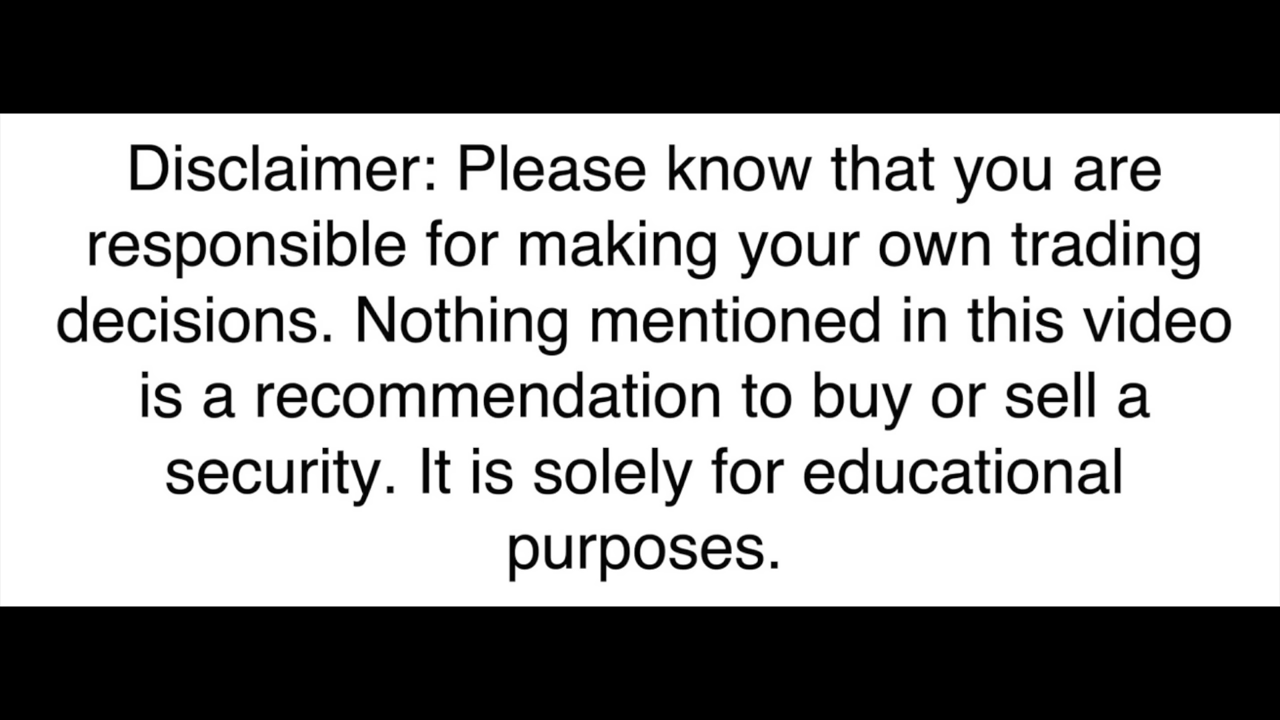 Disclaimer: Please know that you are
responsible for making your own trading
decisions. Nothing mentioned in this video
is a recommendation to buy or sell a
security. It is solely for educational
purposes.